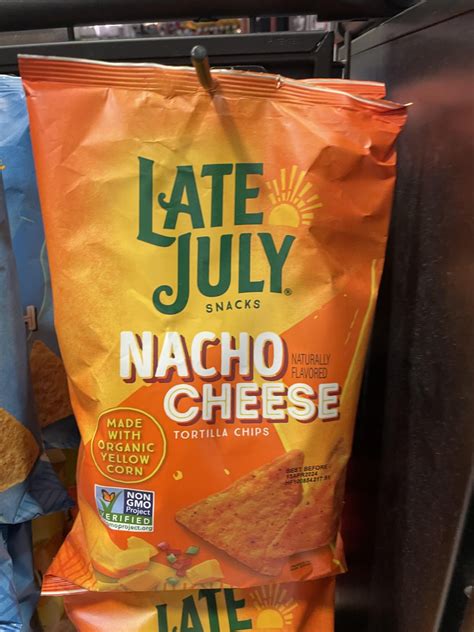 LATE
JULY®
SNACKS
NACHO
NATURALLY
FLAVORED
CHEESE
TORTILLA CHIPS
MADE
WITH
ORGANIC
YELLOW
CORN
BEST BEFORE
15APR2024
NON
GMO
Project
VERIFIED
LATE